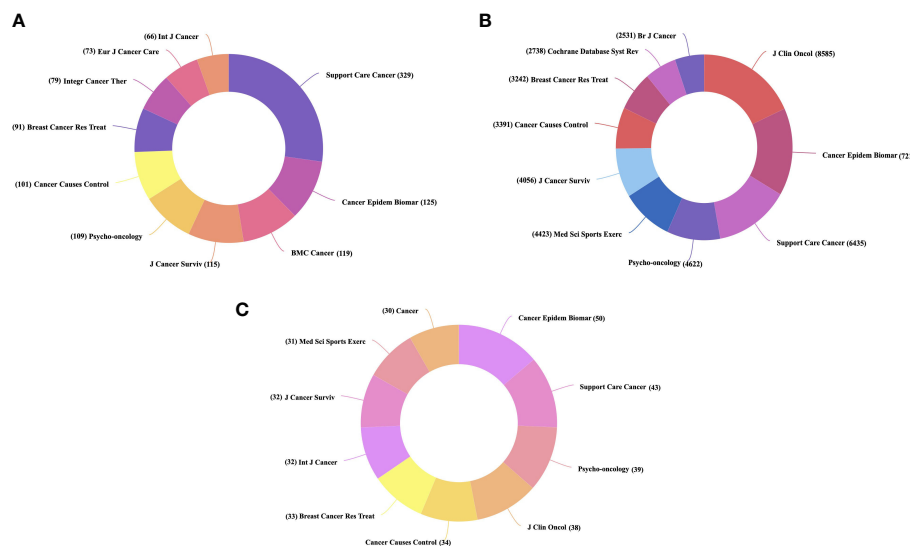 A
(66) Int J Cancer
(73) Eur J Cancer Care
(79) Integr Cancer Ther
(91) Breast Cancer Res Treat
(101) Cancer Causes Control
(109) Psycho-oncology
J Cancer Surviv (115)
BMC Cancer (119)
Cancer Epidem Biomar (125)
Support Care Cancer (329)
B
(2531) Br J Cancer
(2738) Cochrane Database Syst Rev
(3242) Breast Cancer Res Treat
(3391) Cancer Causes Control
(4056) J Cancer Surviv
(4423) Med Sci Sports Exerc
Psycho-oncology (4622)
Support Care Cancer (6435)
Cancer Epidem Biomar (72
J Clin Oncol (8585)
C
(30) Cancer
(31) Med Sci Sports Exerc
(32) J Cancer Surviv
(32) Int J Cancer
(33) Breast Cancer Res Treat
Cancer Causes Control (34)
J Clin Oncol (38)
Psycho-oncology (39)
Support Care Cancer (43)
Cancer Epidem Biomar (50)